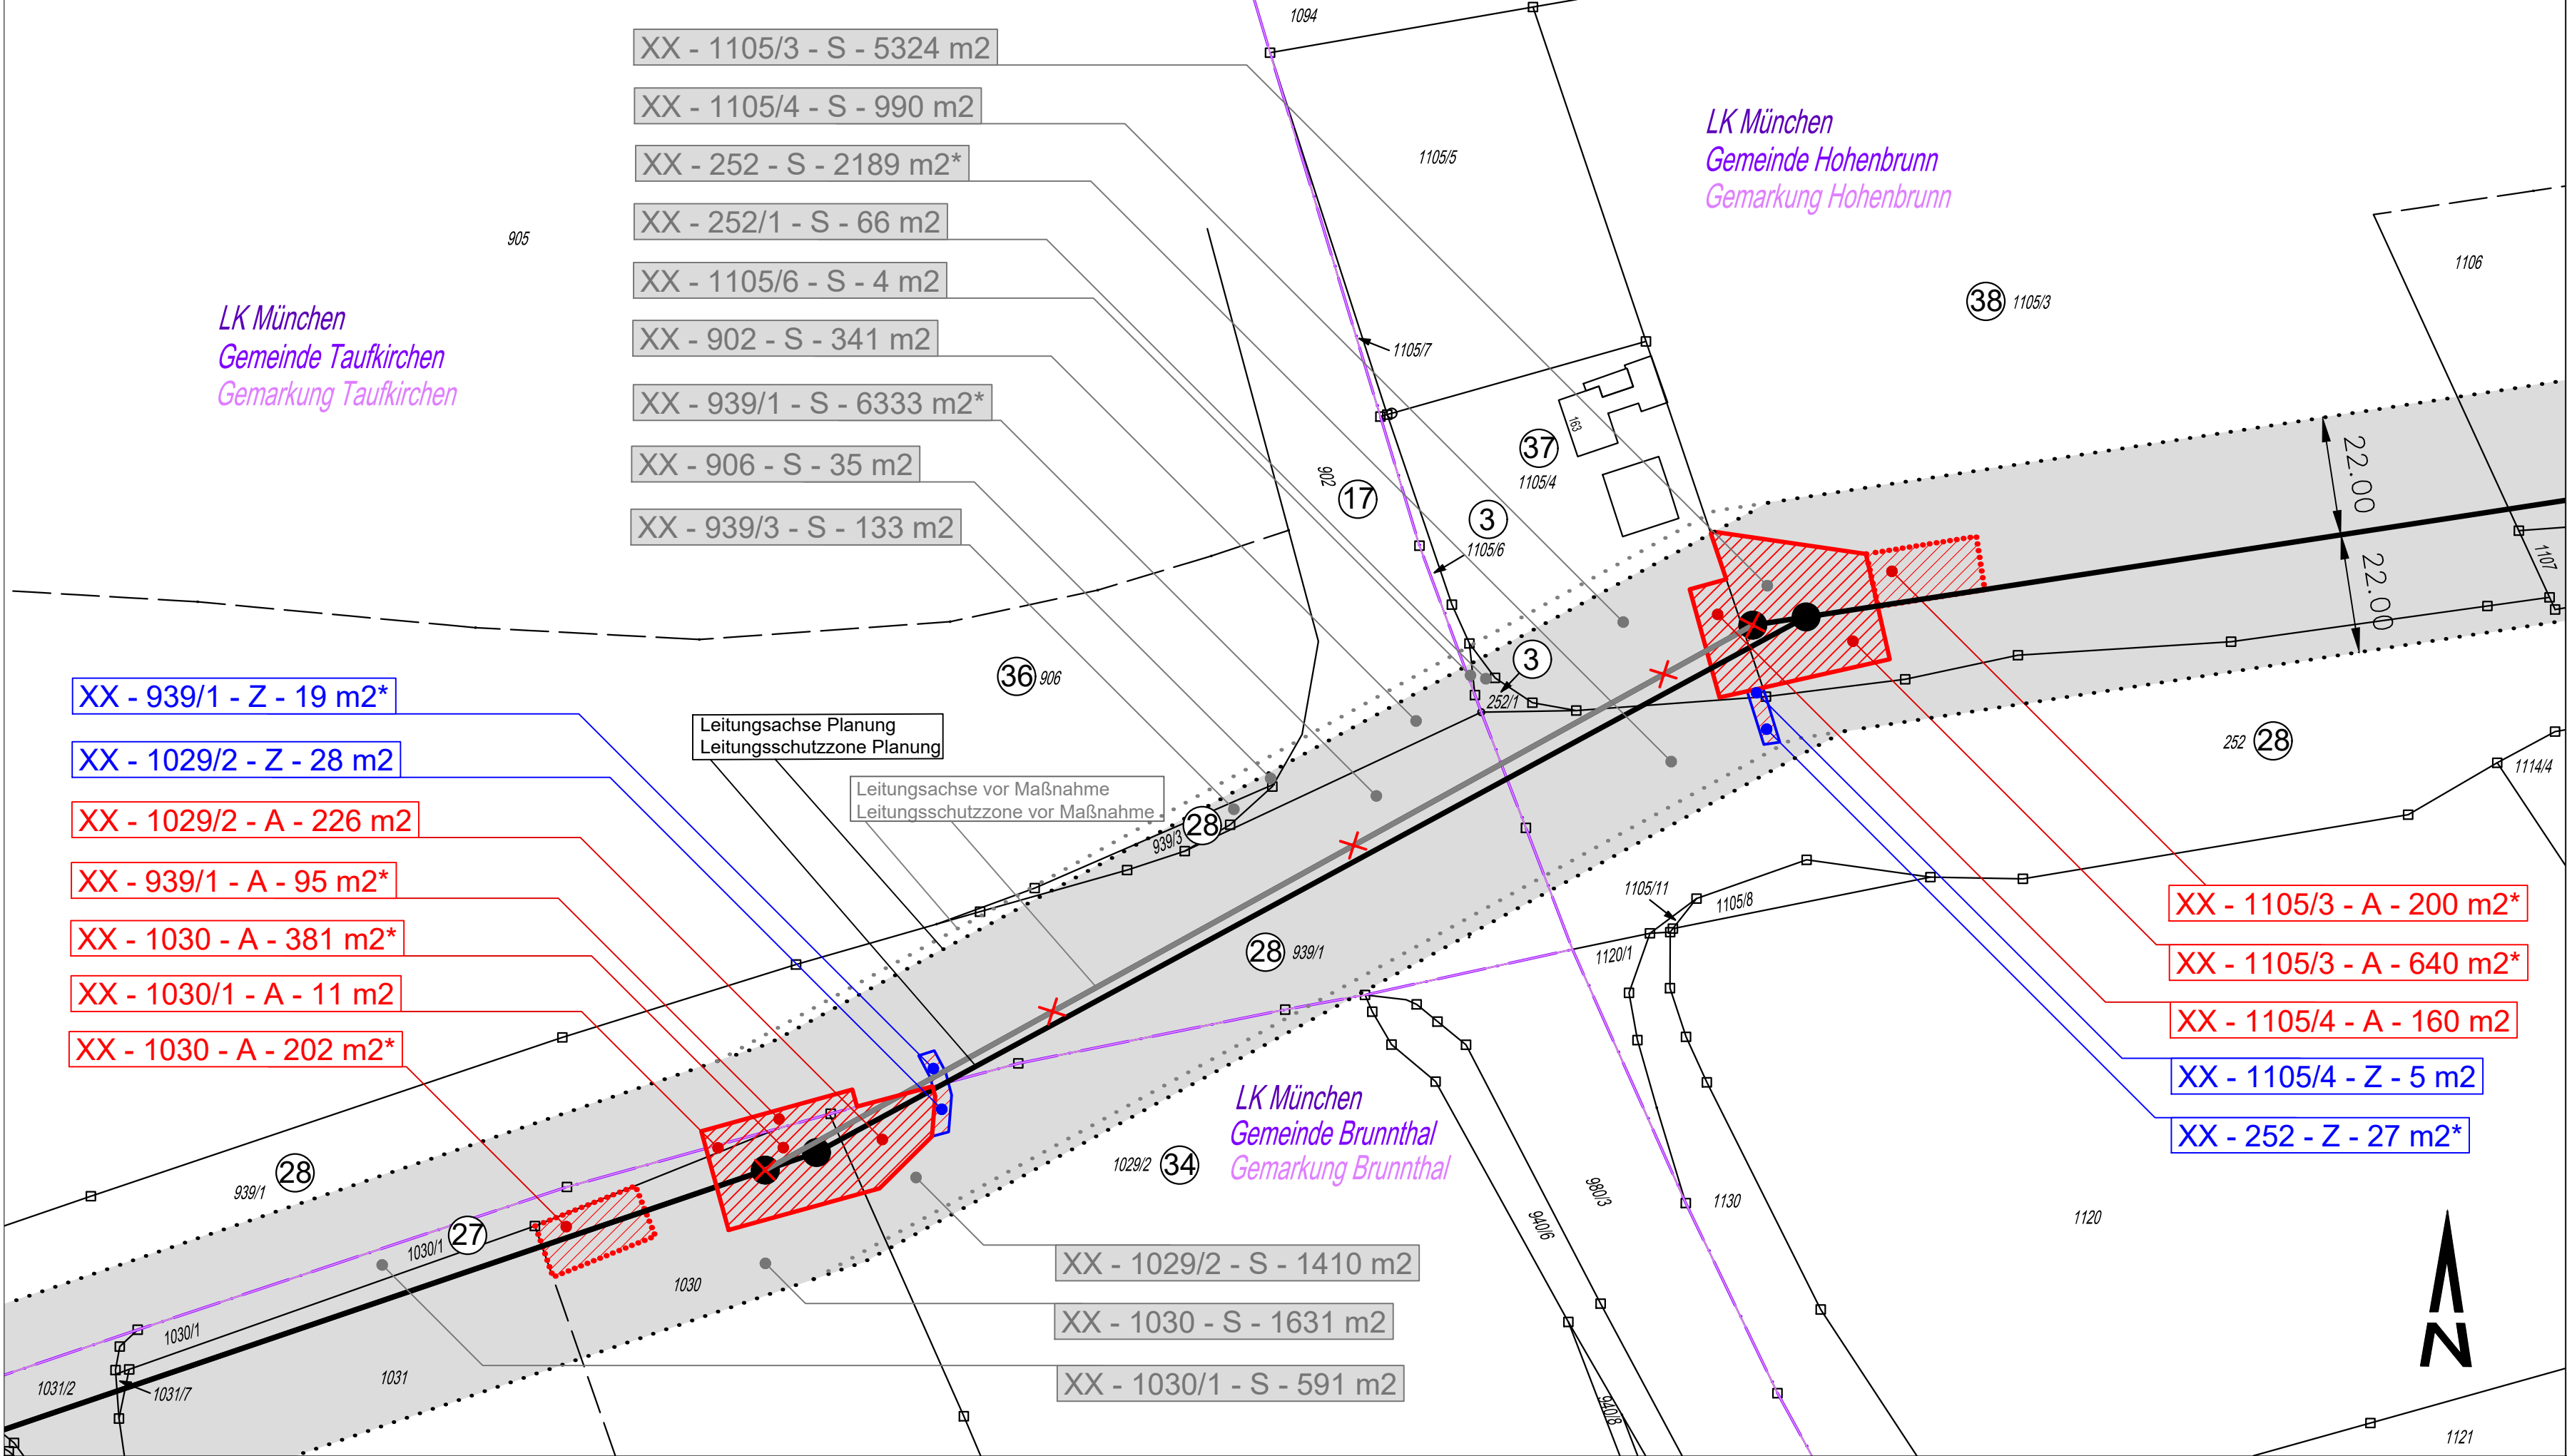 1094
XX - 1105/3 - S - 5324 m2
XX - 1105/4 - S - 990 m2
XX - 252 - S - 2189 m2*
XX - 252/1 - S - 66 m2
XX - 1105/6 - S - 4 m2
XX - 902 - S - 341 m2
XX - 939/1 - S - 6333 m2*
XX - 906 - S - 35 m2
XX - 939/3 - S - 133 m2
LK München
Gemeinde Hohenbrunn
Gemarkung Hohenbrunn
1105/5
905
LK München
Gemeinde Taufkirchen
Gemarkung Taufkirchen
1106
38 1105/3
1105/7
163
37
1105/4
902
17
3
1105/6
22.00
22.00
1107
36 906
3
252/1
252 28
1114/4
XX - 939/1 - Z - 19 m2*
XX - 1029/2 - Z - 28 m2
XX - 1029/2 - A - 226 m2
XX - 939/1 - A - 95 m2*
XX - 1030 - A - 381 m2*
XX - 1030/1 - A - 11 m2
XX - 1030 - A - 202 m2*
Leitungsachse Planung
Leitungsschutzzone Planung
Leitungsachse vor Maßnahme
Leitungsschutzzone vor Maßnahme
28
939/3
28 939/1
1105/11
1105/8
1120/1
XX - 1105/3 - A - 200 m2*
XX - 1105/3 - A - 640 m2*
XX - 1105/4 - A - 160 m2
XX - 1105/4 - Z - 5 m2
XX - 252 - Z - 27 m2*
LK München
Gemeinde Brunnthal
Gemarkung Brunnthal
1029/2 34
28
939/1
27
1030/1
1030
1030/1
1031
1031/2
1031/7
XX - 1029/2 - S - 1410 m2
XX - 1030 - S - 1631 m2
XX - 1030/1 - S - 591 m2
940/6
980/3
1130
1120
940/8
N
1121